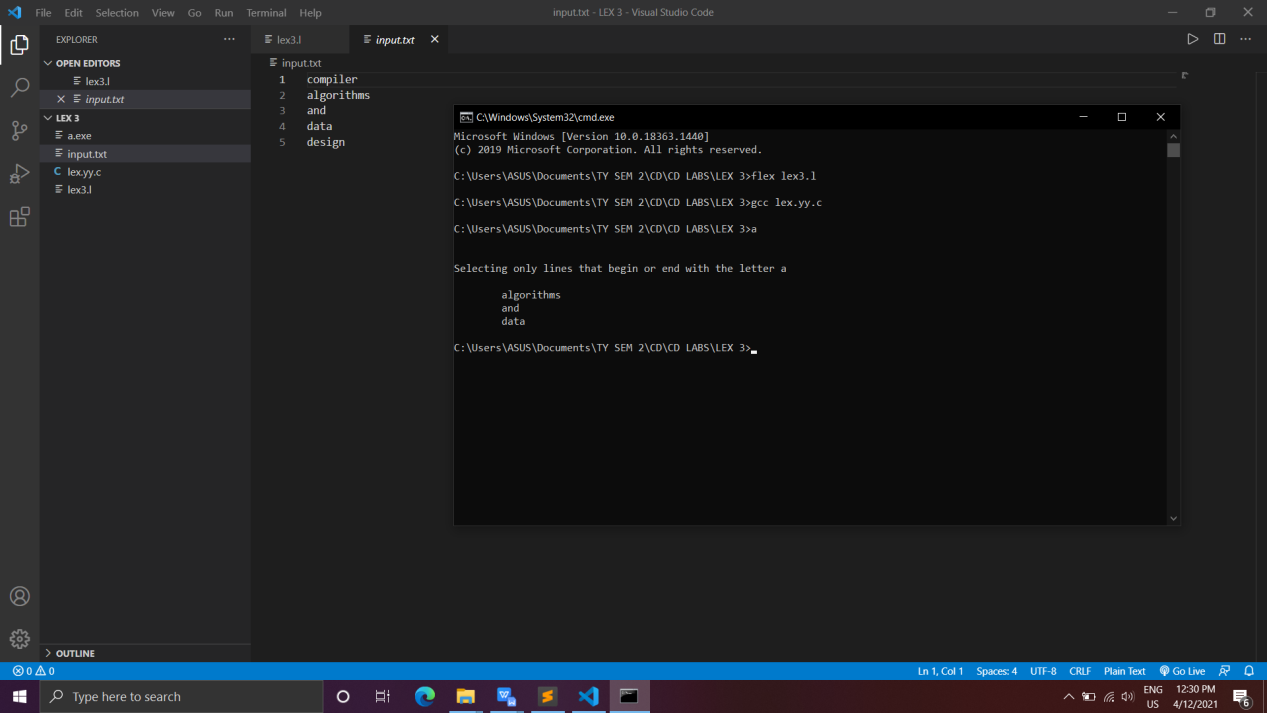 File Edit Selection View Go Run Terminal Help
input.txt - LEX 3 - Visual Studio Code
EXPLORER
OPEN EDITORS
lex3.l
input.txt
LEX 3
a.exe
input.txt
lex.yy.c
lex3.l
OUTLINE
lex3.l input.txt
input.txt
1 compiler
2 algorithms
3 and
4 data
5 design
C:\Windows\System32\cmd.exe
Microsoft Windows [Version 10.0.18363.1440]
(c) 2019 Microsoft Corporation. All rights reserved.
C:\Users\ASUS\Documents\TY SEM 2\CD\CD LABS\LEX 3>flex lex3.l
C:\Users\ASUS\Documents\TY SEM 2\CD\CD LABS\LEX 3>gcc lex.yy.c
C:\Users\ASUS\Documents\TY SEM 2\CD\CD LABS\LEX 3>a
Selecting only lines that begin or end with the letter a
algorithms
and
data
C:\Users\ASUS\Documents\TY SEM 2\CD\CD LABS\LEX 3>
0 0 Ln 1, Col 1 Spaces: 4 UTF-8 CRLF Plain Text Go Live
Type here to search
ENG
US
12:30 PM
4/12/2021
6